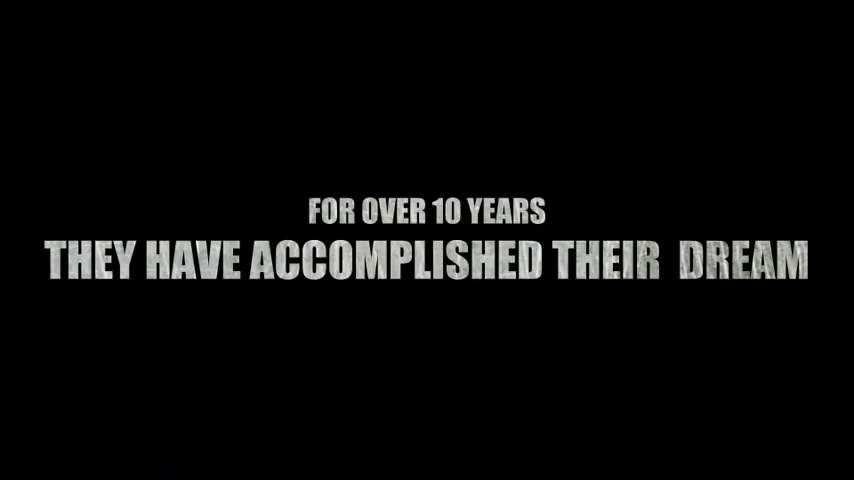 FOR OVER 10 YEARS
THEY HAVE ACCOMPLISHED THEIR DREAM